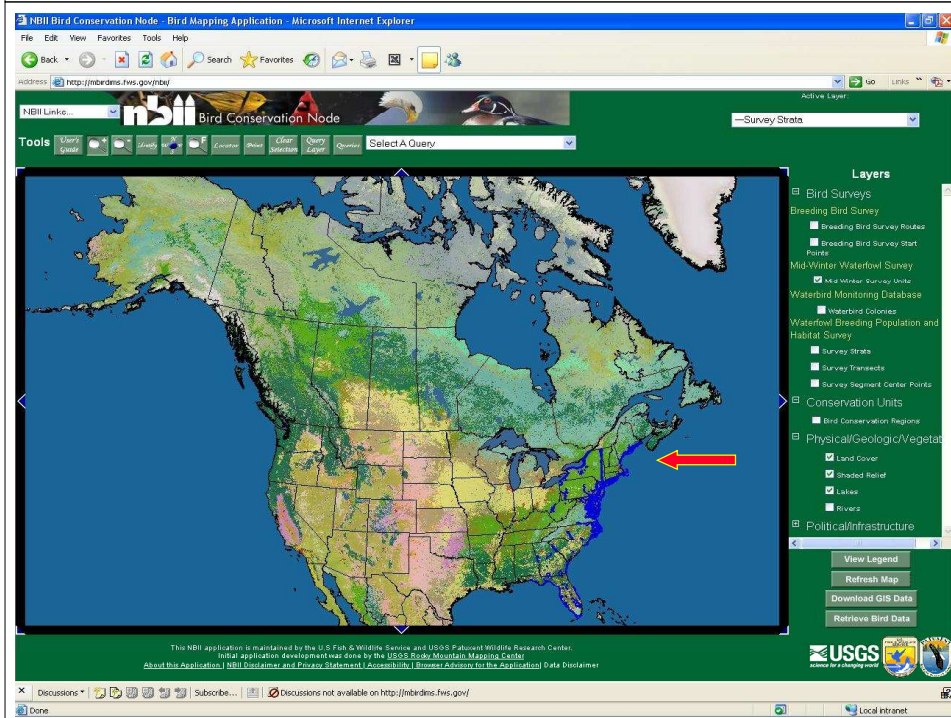 NBII Bird Conservation Node - Bird Mapping Application - Microsoft Internet Explorer
File Edit View Favorites Tools Help
Back Search Favorites
Address http://mbirdims.fws.gov/nbii/ Go Links
Active Layer:
NBII Links... nbii Bird Conservation Node
—Survey Strata
Tools User's Guide Identify Locator Print Clear Selection Query Layer Queries Select A Query
Layers
Bird Surveys
Breeding Bird Survey
Breeding Bird Survey Routes
Breeding Bird Survey Start
Points
Mid-Winter Waterfowl Survey
Mid Winter Survey Units
Waterbird Monitoring Database
Waterbird Colonies
Waterfowl Breeding Population and
Habitat Survey
Survey Strata
Survey Transects
Survey Segment Center Points
Conservation Units
Bird Conservation Regions
Physical/Geologic/Vegetat
Land Cover
Shaded Relief
Lakes
Rivers
Political/Infrastructure
View Legend
Refresh Map
Download GIS Data
Retrieve Bird Data
This NBII application is maintained by the U.S Fish & Wildlife Service and USGS Patuxent Wildlife Research Center.
Initial application development was done by the USGS Rocky Mountain Mapping Center
About this Application | NBII Disclaimer and Privacy Statement | Accessibility | Browser Advisory for the Application| Data Disclaimer
USGS
science for a changing world
Discussions Subscribe... Discussions not available on http://mbirdims.fws.gov/
Done Local intranet